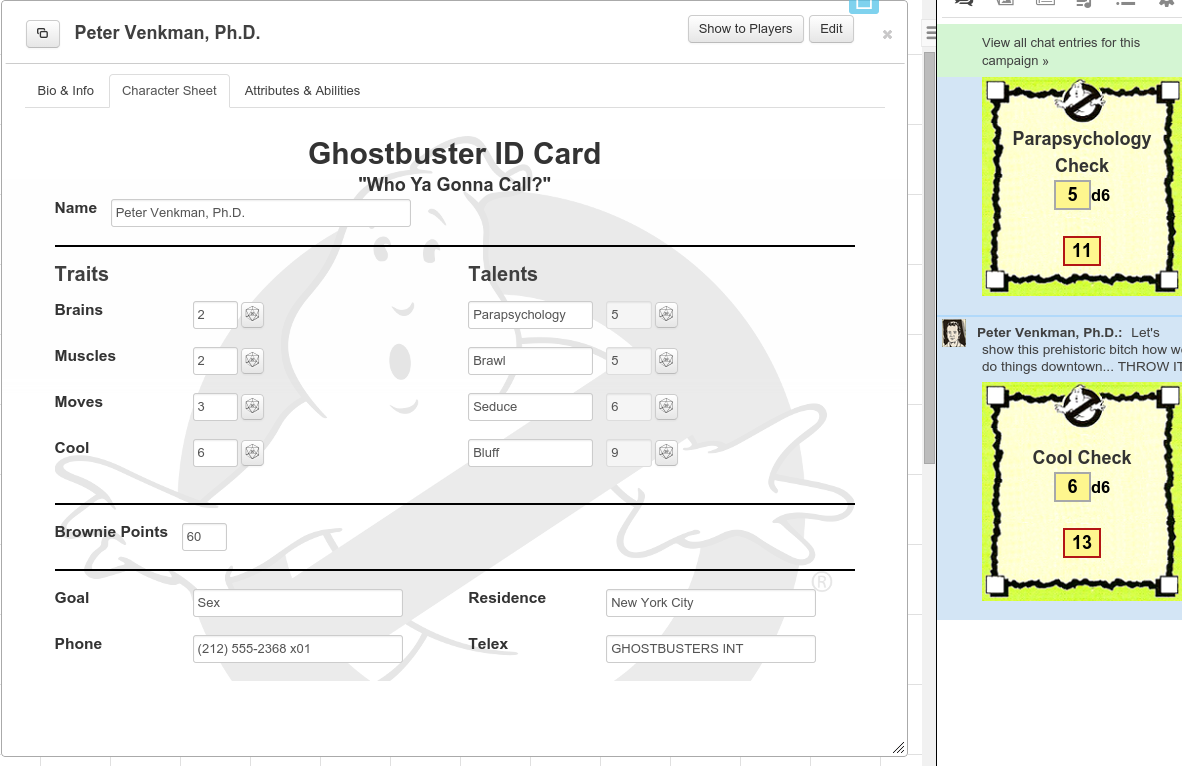 Peter Venkman, Ph.D.
Show to Players
Edit
×
Bio & Info
Character Sheet
Attributes & Abilities
Ghostbuster ID Card
"Who Ya Gonna Call?"
Name
Peter Venkman, Ph.D.
Traits
Talents
Brains
2
Parapsychology
5
Muscles
2
Brawl
5
Moves
3
Seduce
6
Cool
6
Bluff
9
Brownie Points
60
®
Goal
Sex
Residence
New York City
Phone
(212) 555-2368 x01
Telex
GHOSTBUSTERS INT
View all chat entries for this
campaign »
Parapsychology
Check
5 d6
11
Peter Venkman, Ph.D.: Let's
show this prehistoric bitch how we
do things downtown... THROW IT
Cool Check
6 d6
13